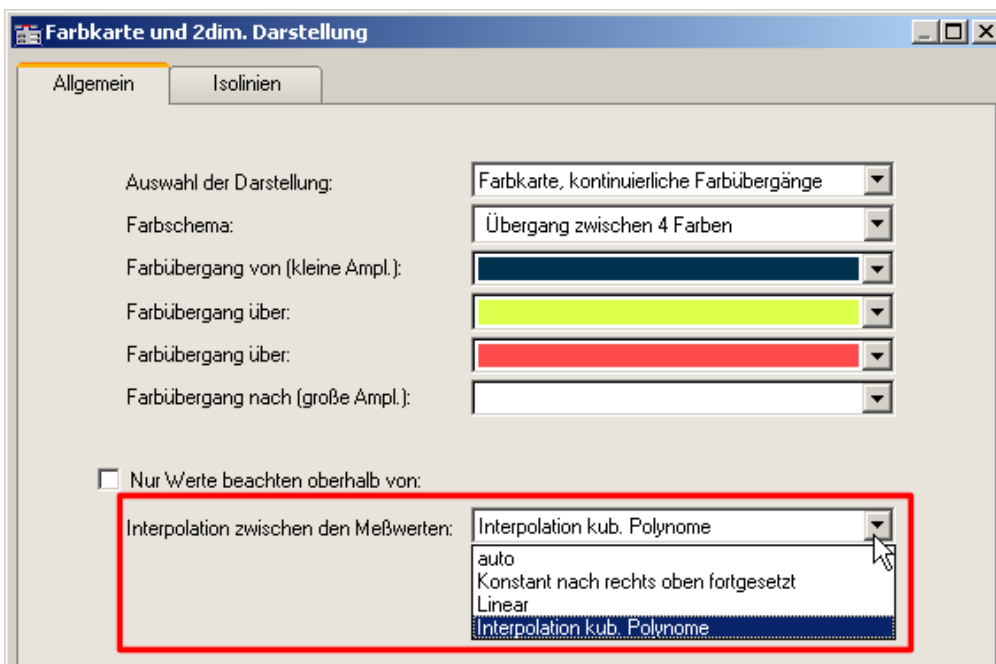 Farbkarte und 2dim. Darstellung
Allgemein Isolinien
Auswahl der Darstellung: Farbkarte, kontinuierliche Farbübergänge
Farbschema: Übergang zwischen 4 Farben
Farbübergang von (kleine Ampl.):
Farbübergang über:
Farbübergang über:
Farbübergang nach (große Ampl.):
Nur Werte beachten oberhalb von:
Interpolation zwischen den Meßwerten: Interpolation kub. Polynome
auto
Konstant nach rechts oben fortgesetzt
Linear
Interpolation kub. Polynome